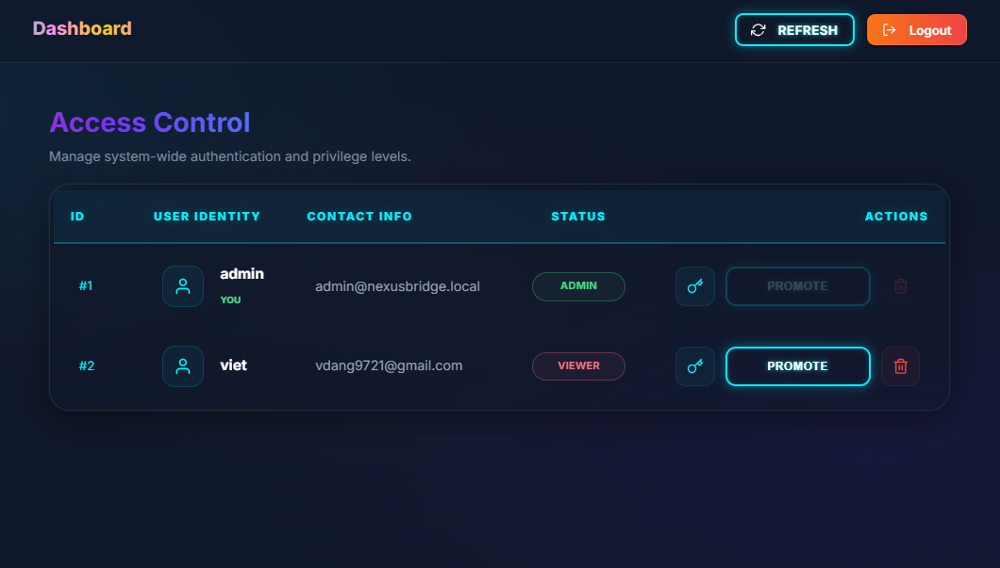 Dashboard
REFRESH
Logout
Access Control
Manage system-wide authentication and privilege levels.
ID USER IDENTITY CONTACT INFO STATUS ACTIONS
#1 admin YOU admin@nexusbridge.local ADMIN PROMOTE
#2 viet vdang9721@gmail.com VIEWER PROMOTE